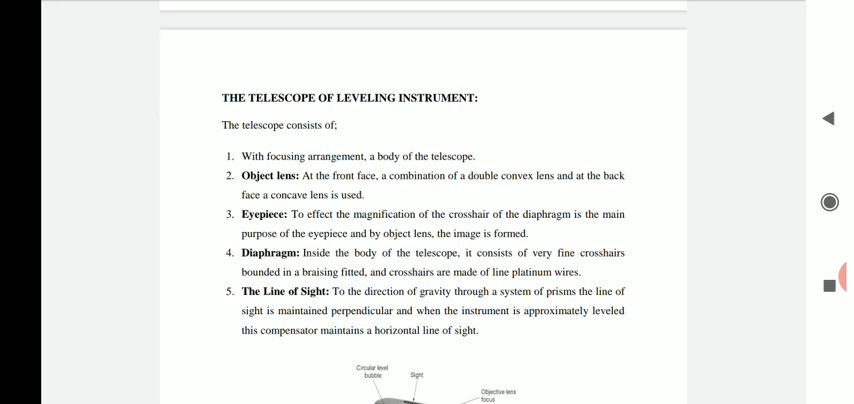 THE TELESCOPE OF LEVELING INSTRUMENT:
The telescope consists of;
1. With focusing arrangement, a body of the telescope.
2. Object lens: At the front face, a combination of a double convex lens and at the back
face a concave lens is used.
3. Eyepiece: To effect the magnification of the crosshair of the diaphragm is the main
purpose of the eyepiece and by object lens, the image is formed.
4. Diaphragm: Inside the body of the telescope, it consists of very fine crosshairs
bounded in a braising fitted, and crosshairs are made of line platinum wires.
5. The Line of Sight: To the direction of gravity through a system of prisms the line of
sight is maintained perpendicular and when the instrument is approximately leveled
this compensator maintains a horizontal line of sight.
Circular level
bubble
Sight
Objective lens
focus